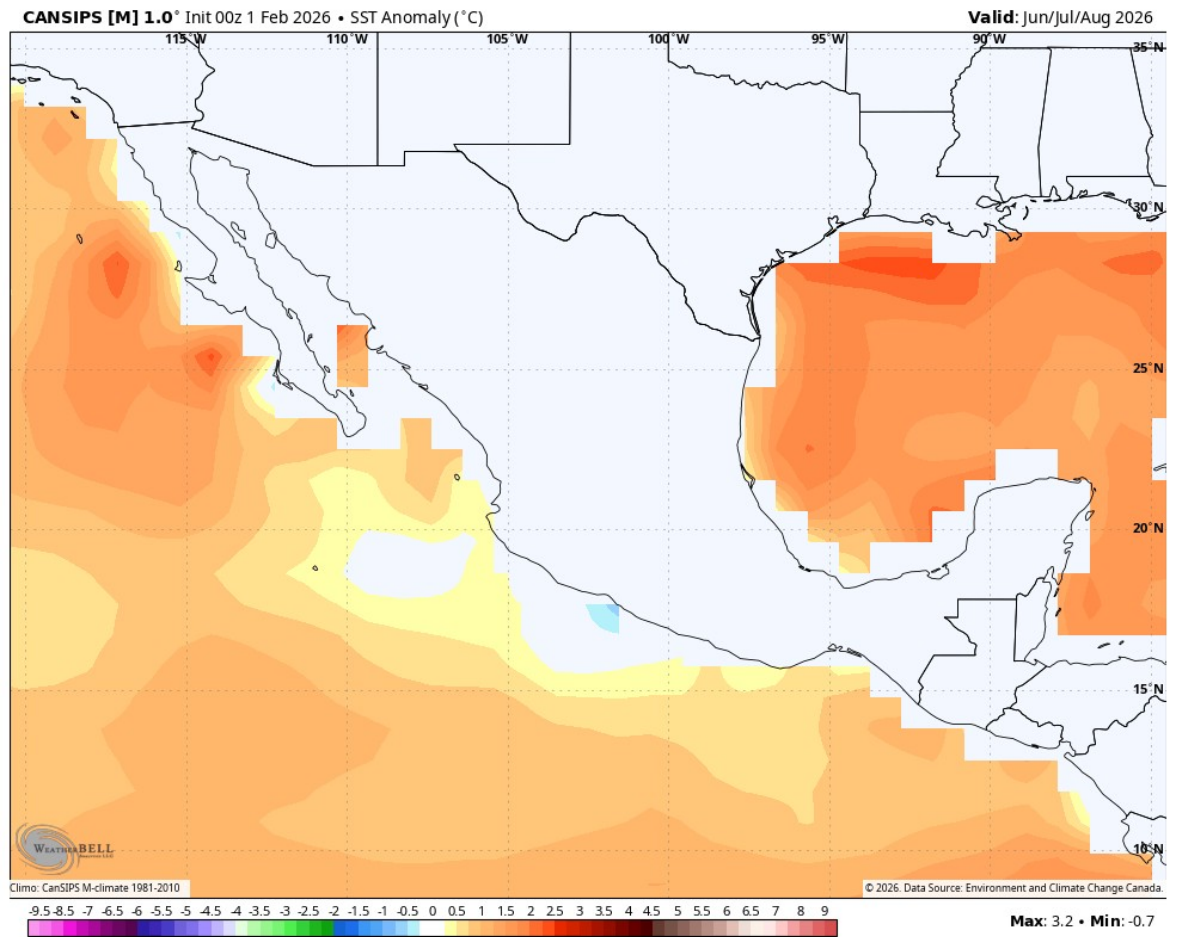 CANSIPS [M] 1.0° Init 00z 1 Feb 2026 • SST Anomaly (°C)
Valid: Jun/Jul/Aug 2026
115°W 110°W 105°W 100°W 95°W 90°W
35°N
30°N
25°N
20°N
15°N
10°N
WEATHERBELL
Climo: CanSIPS M-climate 1981-2010
© 2026. Data Source: Environment and Climate Change Canada.
-9.5 -8.5 -7 -6.5 -6 -5.5 -5 -4.5 -4 -3.5 -3 -2.5 -2 -1.5 -1 -0.5 0 0.5 1 1.5 2 2.5 3 3.5 4 4.5 5 5.5 6 6.5 7 8 9
Max: 3.2 • Min: -0.7